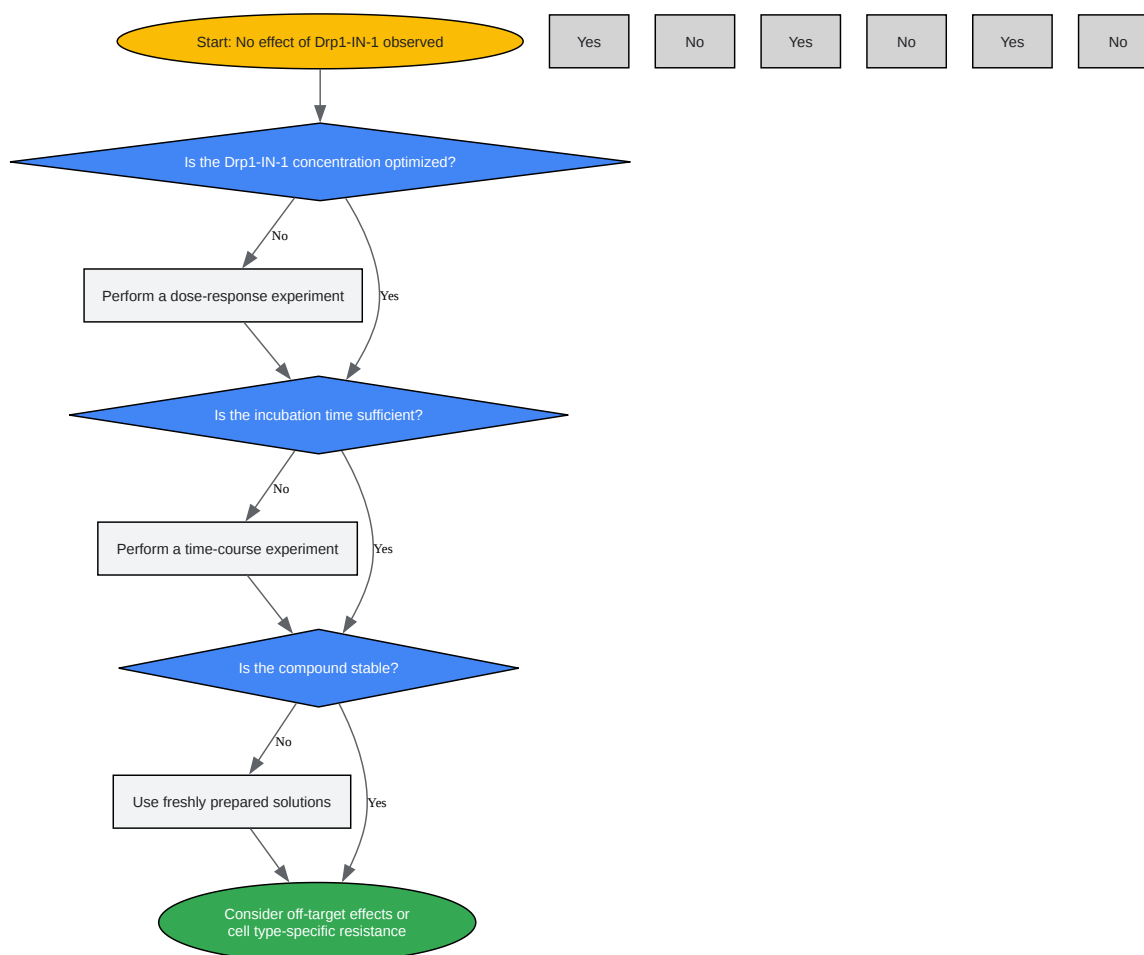 Start: No effect of Drp1-IN-1 observed
Yes
No
Yes
No
Yes
No
Is the Drp1-IN-1 concentration optimized?
No
Perform a dose-response experiment
Yes
Is the incubation time sufficient?
No
Perform a time-course experiment
Yes
Is the compound stable?
No
Use freshly prepared solutions
Yes
Consider off-target effects or
cell type-specific resistance